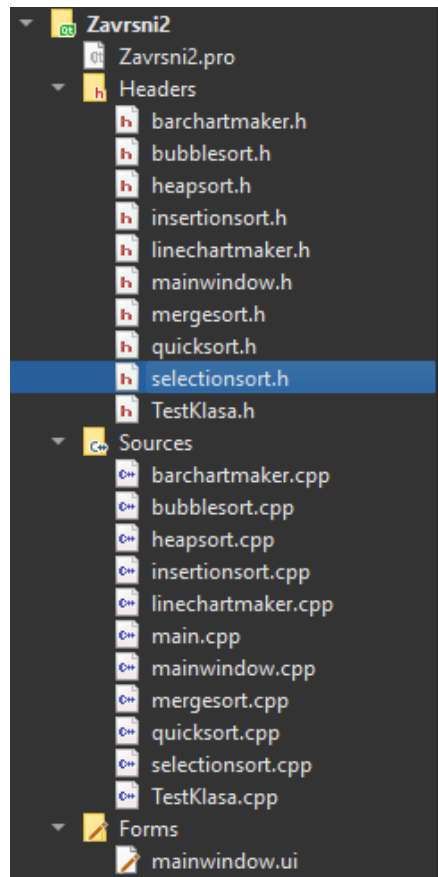 Zavrsni2
Zavrsni2.pro
Headers
barchartmaker.h
bubblesort.h
heapsort.h
insertionsort.h
linechartmaker.h
mainwindow.h
mergesort.h
quicksort.h
selectionsort.h
TestKlasa.h
Sources
barchartmaker.cpp
bubblesort.cpp
heapsort.cpp
insertionsort.cpp
linechartmaker.cpp
main.cpp
mainwindow.cpp
mergesort.cpp
quicksort.cpp
selectionsort.cpp
TestKlasa.cpp
Forms
mainwindow.ui